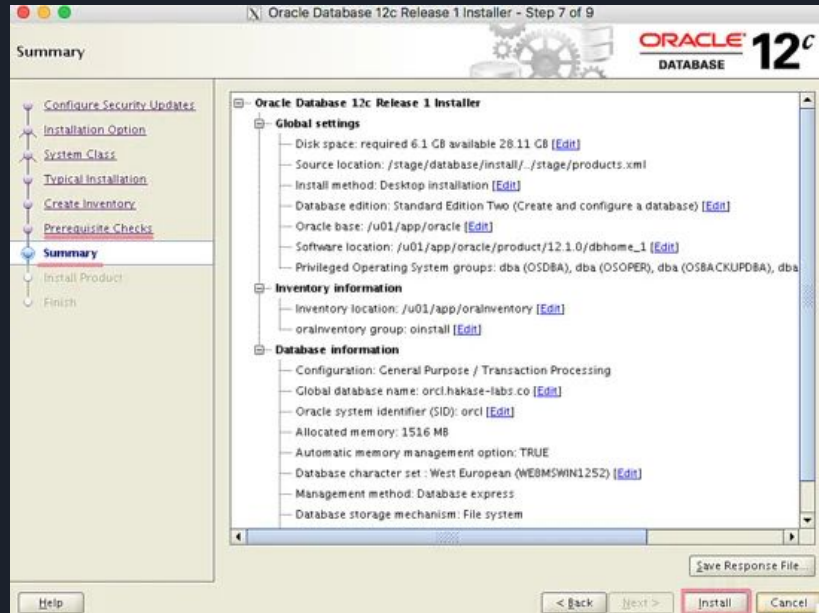 Oracle Database 12c Release 1 Installer - Step 7 of 9
Summary
ORACLE
DATABASE
12c
Configure Security Updates
Installation Option
System Class
Typical Installation
Create Inventory
Prerequisite Checks
Summary
Install Product
Finish
Oracle Database 12c Release 1 Installer
Global settings
Disk space: required 6.1 GB available 28.11 GB [Edit]
Source location: /stage/database/install/../stage/products.xml
Install method: Desktop installation [Edit]
Database edition: Standard Edition Two (Create and configure a database) [Edit]
Oracle base: /u01/app/oracle [Edit]
Software location: /u01/app/oracle/product/12.1.0/dbhome_1 [Edit]
Privileged Operating System groups: dba (OSDBA), dba (OSOPER), dba (OSBACKUPDBA), dba
Inventory information
Inventory location: /u01/app/oraInventory [Edit]
oraInventory group: oinstall [Edit]
Database information
Configuration: General Purpose / Transaction Processing
Global database name: orcl.hakase-labs.co [Edit]
Oracle system identifier (SID): orcl [Edit]
Allocated memory: 1516 MB
Automatic memory management option: TRUE
Database character set : West European (WE8MSWIN1252) [Edit]
Management method: Database express
Database storage mechanism: File system
Save Response File...
Help
< Back
Next >
Install
Cancel